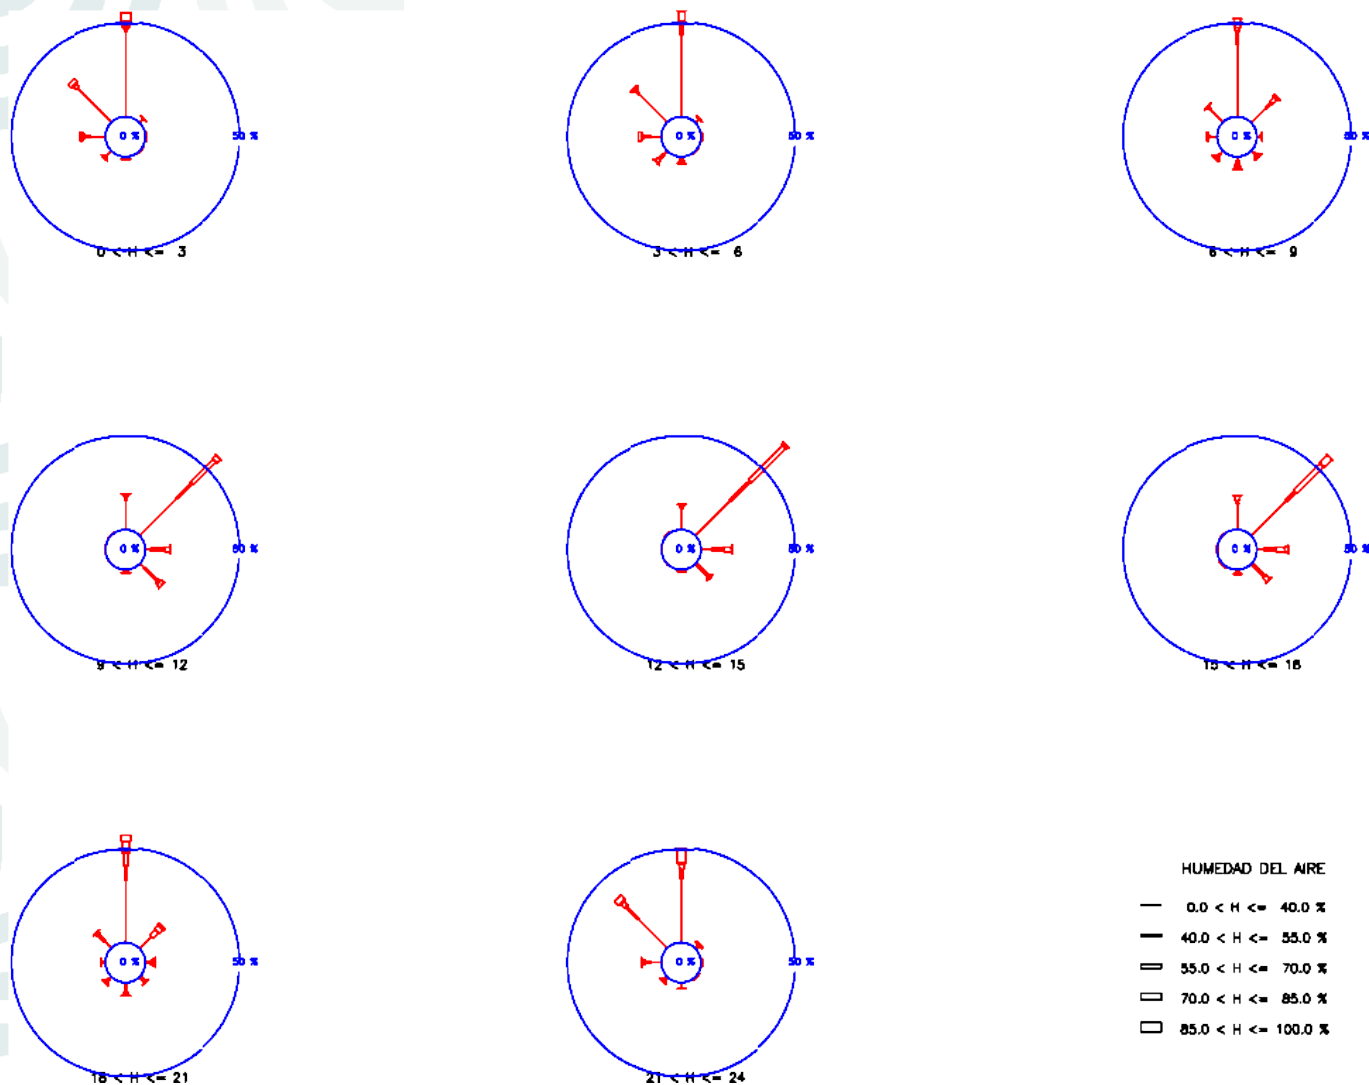 0 %
50 %
0 < H <= 3
0 %
50 %
3 < H <= 6
0 %
50 %
6 < H <= 9
0 %
50 %
9 < H <= 12
0 %
50 %
12 < H <= 15
0 %
50 %
15 < H <= 18
0 %
50 %
18 < H <= 21
0 %
50 %
21 < H <= 24
HUMEDAD DEL AIRE
0.0 < H <= 40.0 %
40.0 < H <= 55.0 %
55.0 < H <= 70.0 %
70.0 < H <= 85.0 %
85.0 < H <= 100.0 %